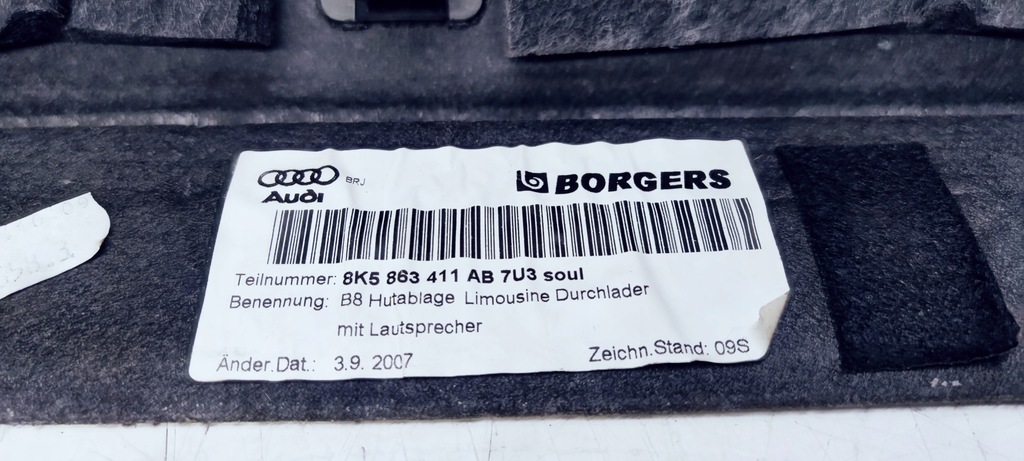 Audi BRJ BORGERS
Teilnummer: 8K5 863 411 AB 7U3 soul
Benennung: B8 Hutablage Limousine Durchlader
mit Lautsprecher
Änder.Dat.: 3.9. 2007 Zeichn.Stand: 09S